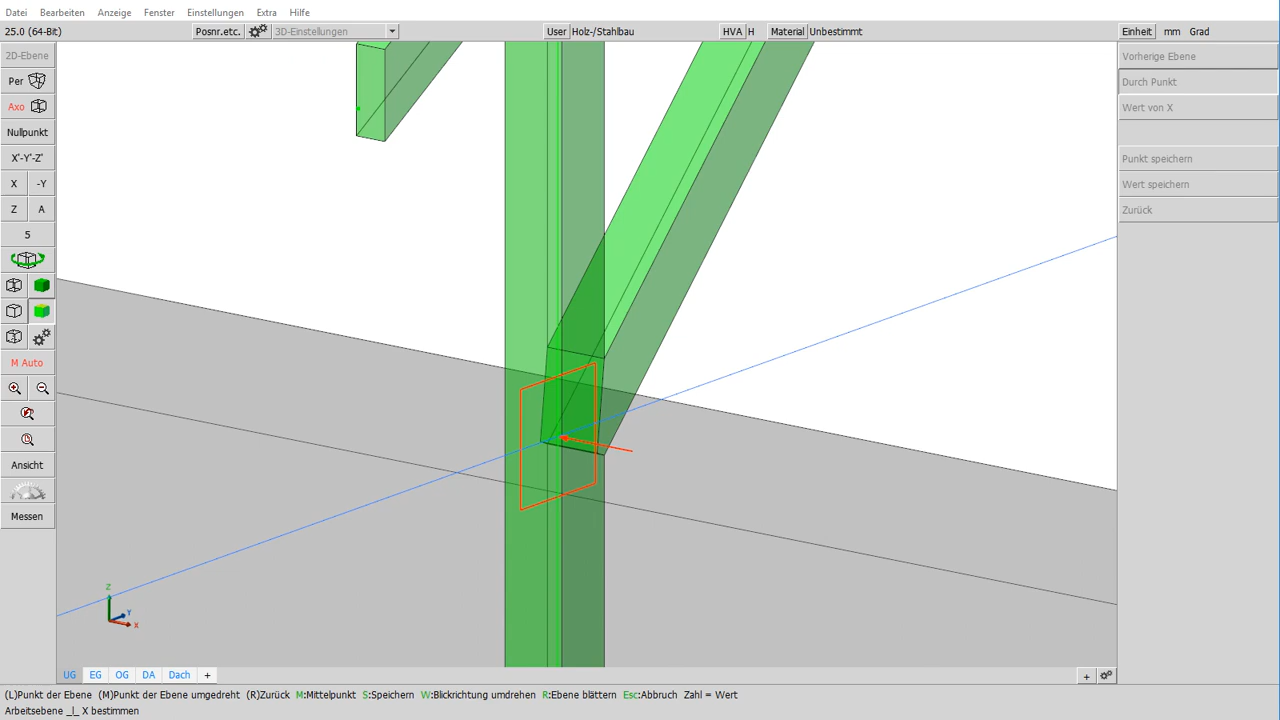 Datei Bearbeiten Anzeige Fenster Einstellungen Extra Hilfe
25.0 (64-Bit) Posnr.etc. 3D-Einstellungen User Holz-/Stahlbau HVA H Material Unbestimmt Einheit mm Grad
2D-Ebene
Per
Axo
Nullpunkt
X'-Y'-Z'
X -Y
Z A
5
M Auto
Ansicht
Messen
Vorherige Ebene
Durch Punkt
Wert von X
Punkt speichern
Wert speichern
Zurück
Z
Y
X
UG EG OG DA Dach + +
(L)Punkt der Ebene (M)Punkt der Ebene umgedreht (R)Zurück M:Mittelpunkt S:Speichern W:Blickrichtung umdrehen R:Ebene blättern Esc:Abbruch Zahl = Wert
Arbeitsebene _|_ X bestimmen